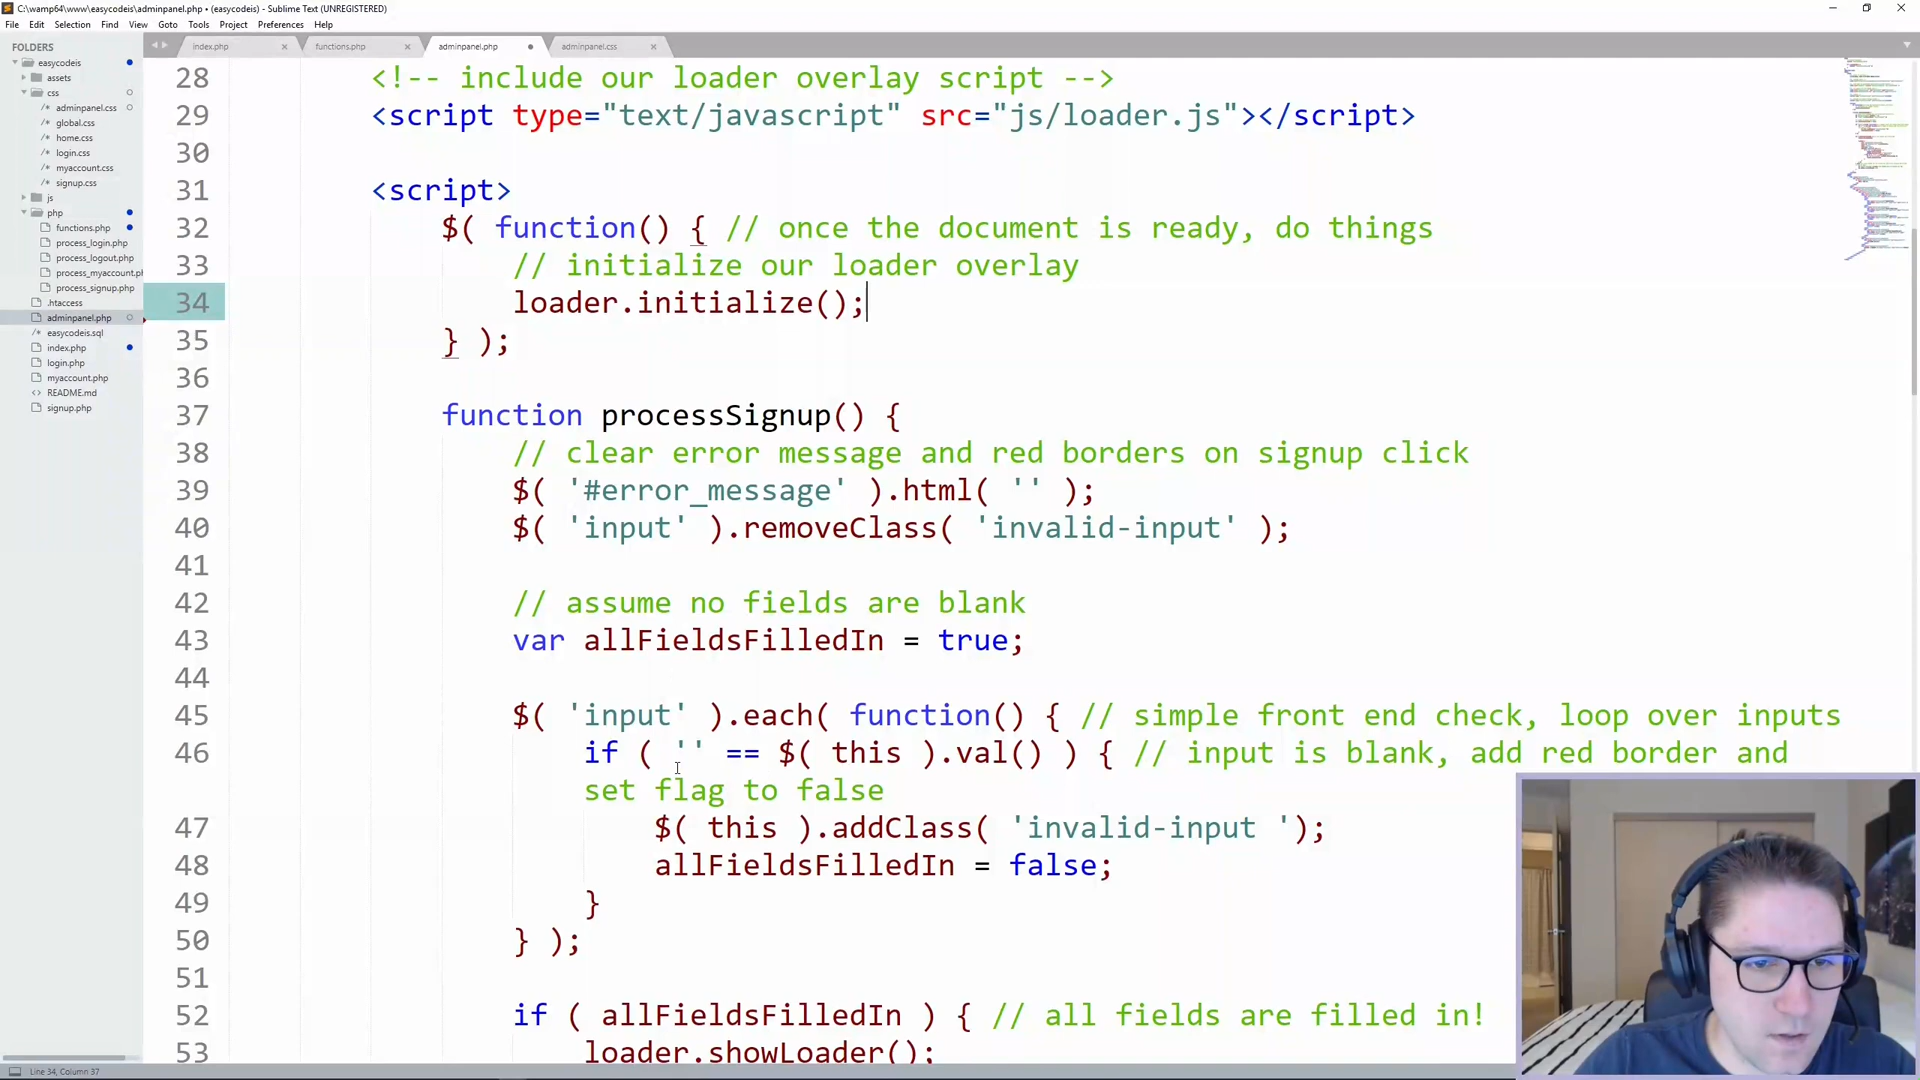 C:\wamp64\www\easycodeis\adminpanel.php • (easycodeis) - Sublime Text (UNREGISTERED)
File Edit Selection Find View Goto Tools Project Preferences Help
FOLDERS
easycodeis
assets
css
adminpanel.css
global.css
home.css
login.css
myaccount.css
signup.css
js
php
functions.php
process_login.php
process_logout.php
process_myaccount.p
process_signup.php
.htaccess
adminpanel.php
easycodeis.sql
index.php
login.php
myaccount.php
README.md
signup.php
index.php functions.php adminpanel.php adminpanel.css
28 <!-- include our loader overlay script -->
29 <script type="text/javascript" src="js/loader.js"></script>
30
31 <script>
32 $( function() { // once the document is ready, do things
33 // initialize our loader overlay
34 loader.initialize();
35 } );
36
37 function processSignup() {
38 // clear error message and red borders on signup click
39 $( '#error_message' ).html( '' );
40 $( 'input' ).removeClass( 'invalid-input' );
41
42 // assume no fields are blank
43 var allFieldsFilledIn = true;
44
45 $( 'input' ).each( function() { // simple front end check, loop over inputs
46 if ( '' == $( this ).val() ) { // input is blank, add red border and
set flag to false
47 $( this ).addClass( 'invalid-input ');
48 allFieldsFilledIn = false;
49 }
50 } );
51
52 if ( allFieldsFilledIn ) { // all fields are filled in!
53 loader.showLoader();
Line 34, Column 37